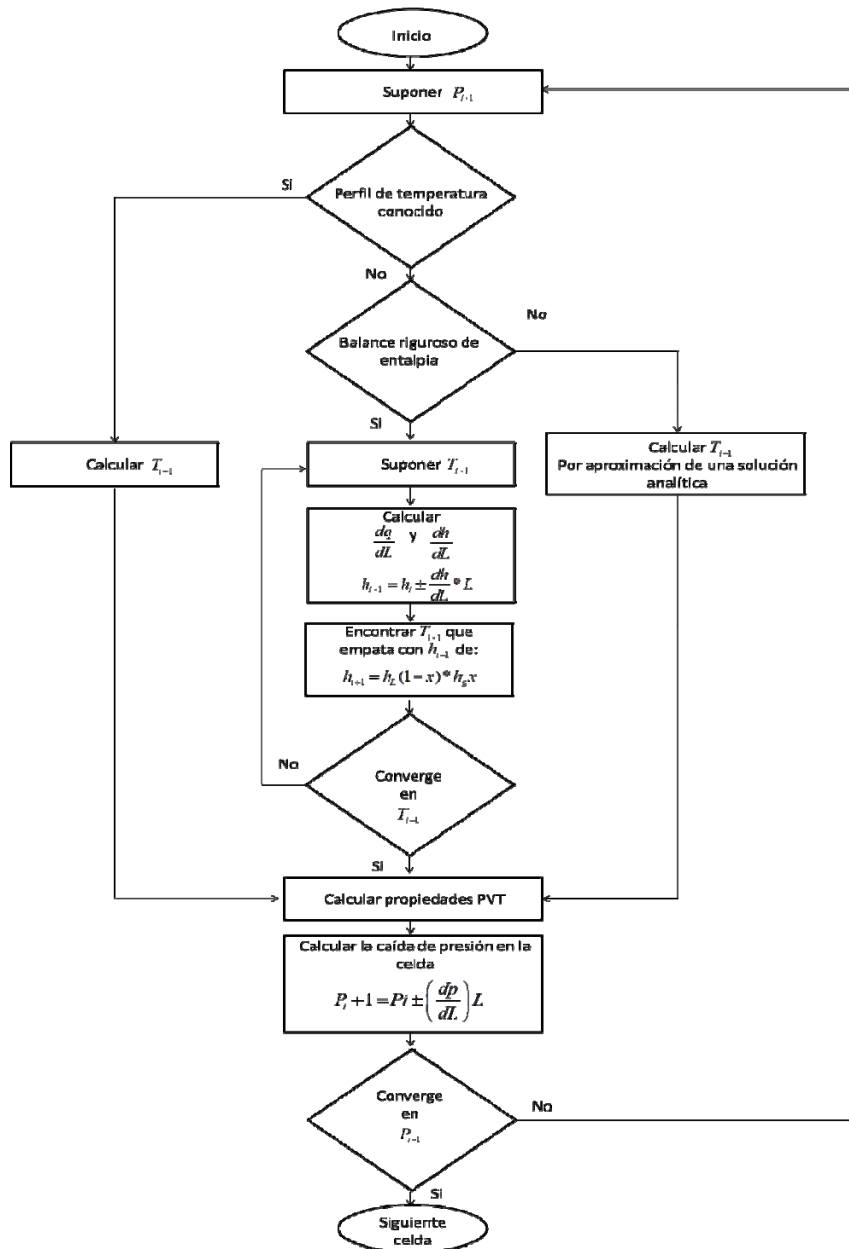 Inicio
Suponer P_{i-1}
Si
Perfil de temperatura
conocido
No
No
Balance riguroso de
entalpia
Si
Calcular T_{i-1}
Suponer T_{i-1}
Calcular T_{i-1}
Por aproximación de una solución
analítica
Calcular
dq/dL y dh/dL
h_{i-1} = h_i ± dh/dL * L
Encontrar T_{i-1} que
empata con h_{i-1} de:
h_{i+1} = h_L (1 - x) * h_g x
No
Converge
en
T_{i-1}
Si
Calcular propiedades PVT
Calcular la caída de presión en la
celda
P_i + 1 = Pi ± (dp/dL) L
Converge
en
P_{i-1}
No
Si
Siguiente
celda